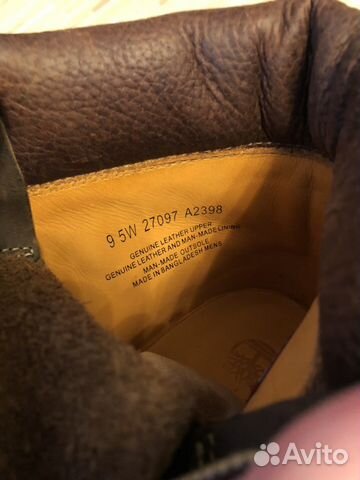 9 5W 27097 A2398
GENUINE LEATHER UPPER
GENUINE LEATHER AND MAN-MADE LINING
MAN-MADE OUTSOLE
MADE IN BANGLADESH MENS
Avito